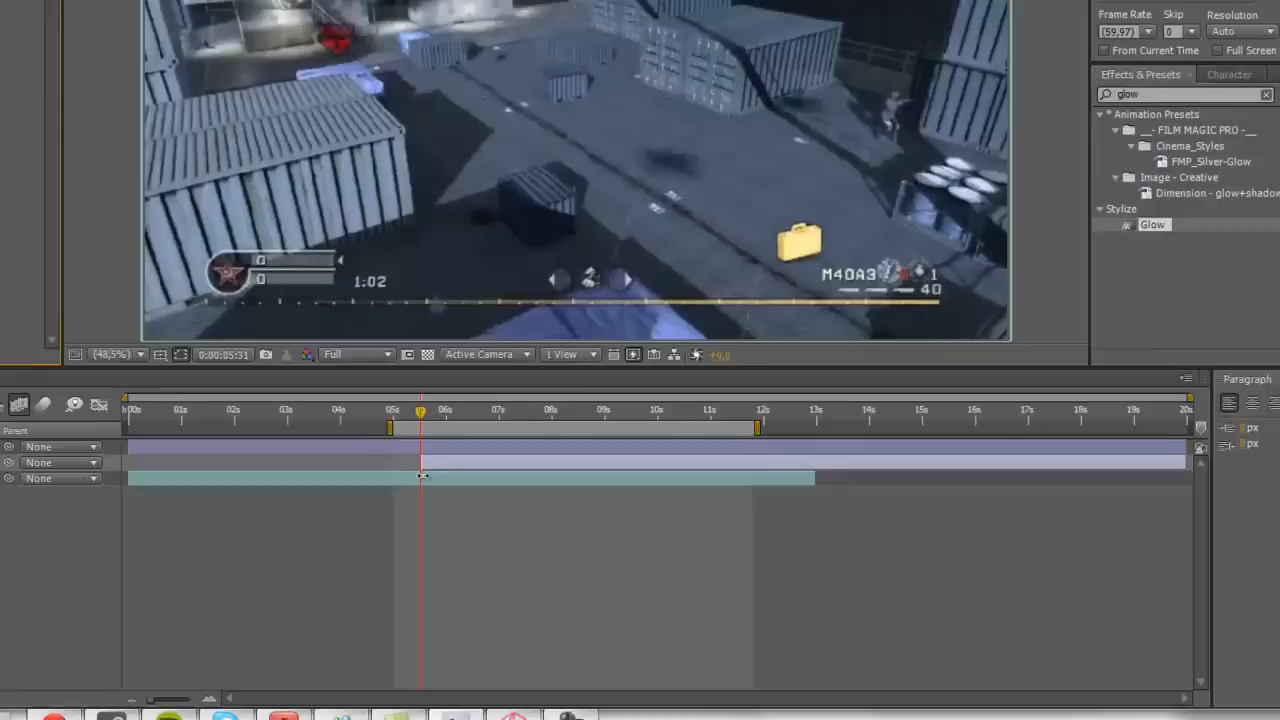 Frame Rate Skip Resolution
(59,97) 0 Auto
From Current Time Full Screen
Effects & Presets Character
glow
* Animation Presets
__- FILM MAGIC PRO -__
Cinema_Styles
FMP_Silver-Glow
Image - Creative
Dimension - glow+shadow
Stylize
Glow
0
0
1:02
M40A3
1
40
(48,5%) 0:00:05:31 Full Active Camera 1 View +0,0
Paragraph
:00s 01s 02s 03s 04s 05s 06s 07s 08s 09s 10s 11s 12s 13s 14s 15s 16s 17s 18s 19s 20s
Parent
0 px
None
0 px
None
None